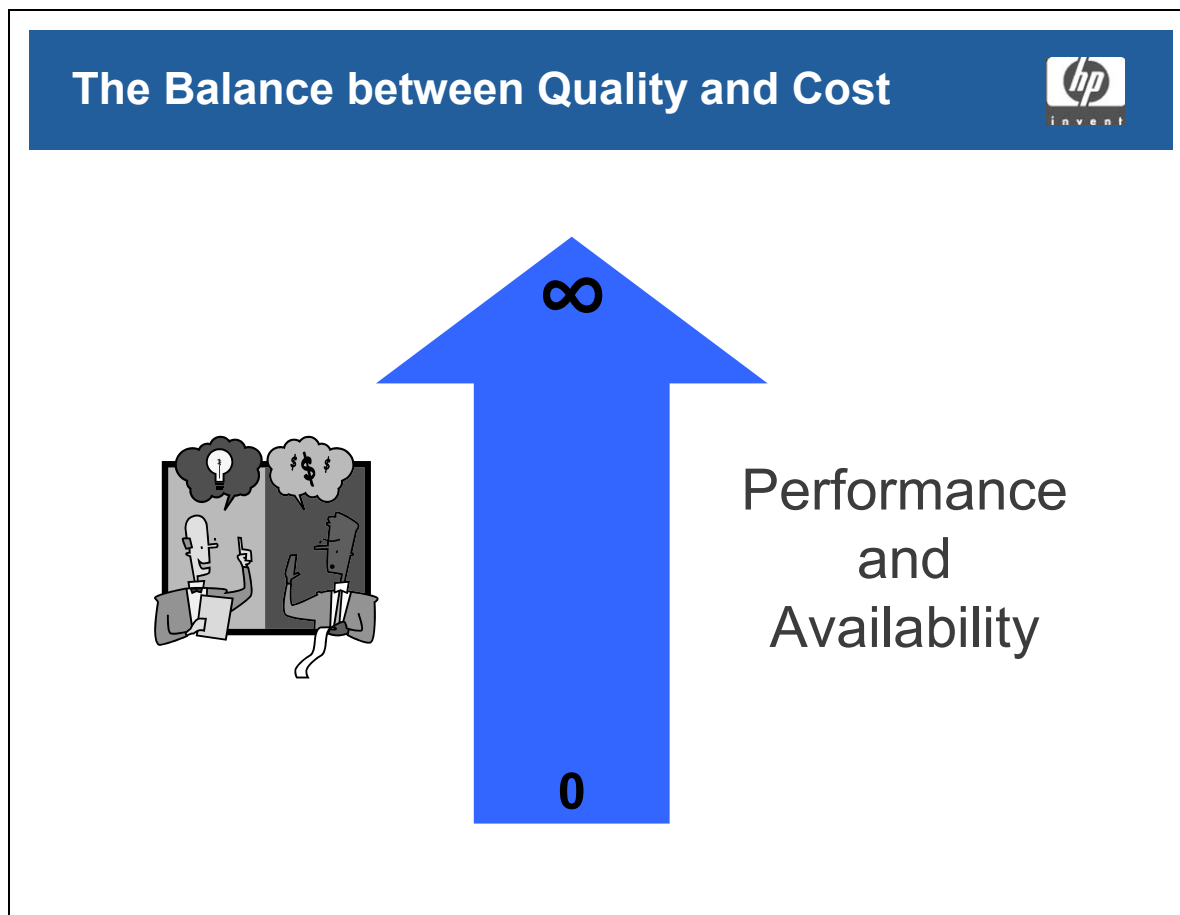 The Balance between Quality and Cost
hp
invent
∞
$ $ $
Performance
and
Availability
0